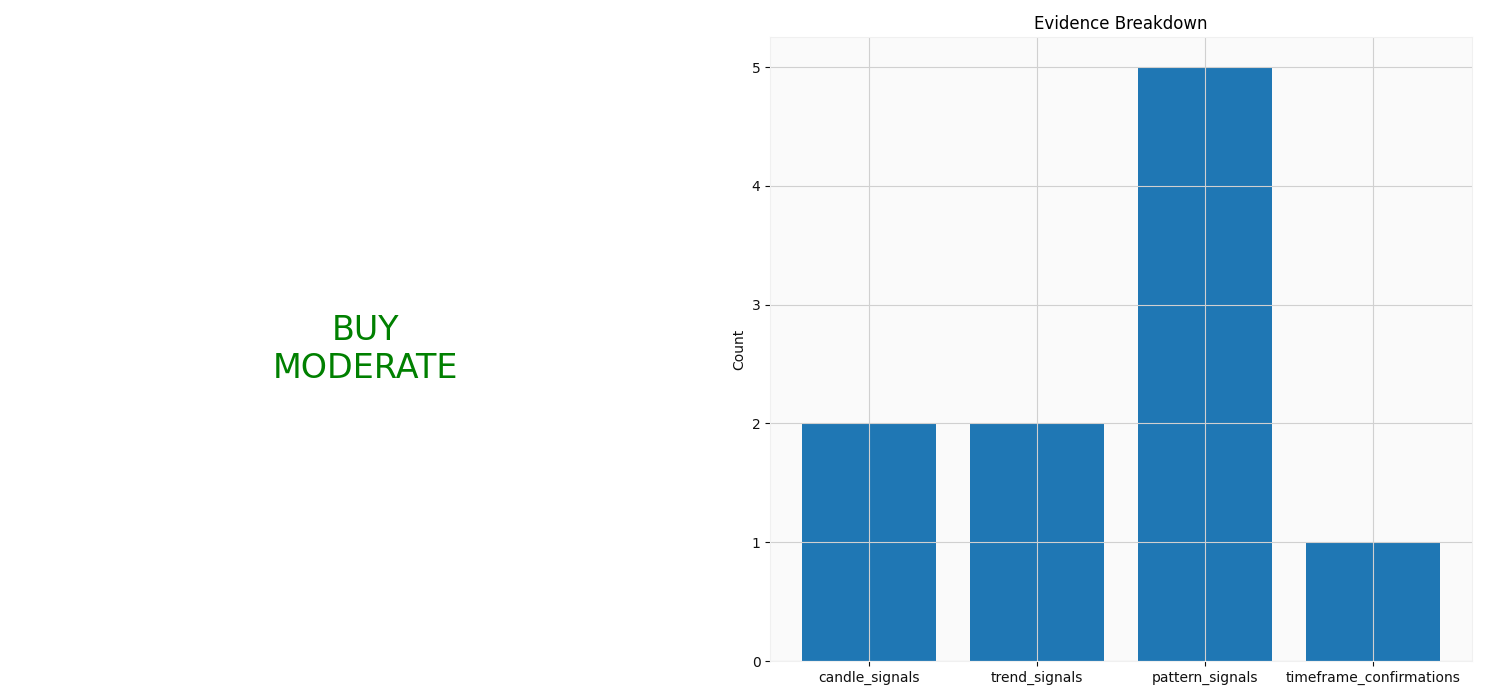 BUY
MODERATE
Evidence Breakdown
Count
5
4
3
2
1
0
candle_signals
trend_signals
pattern_signals
timeframe_confirmations